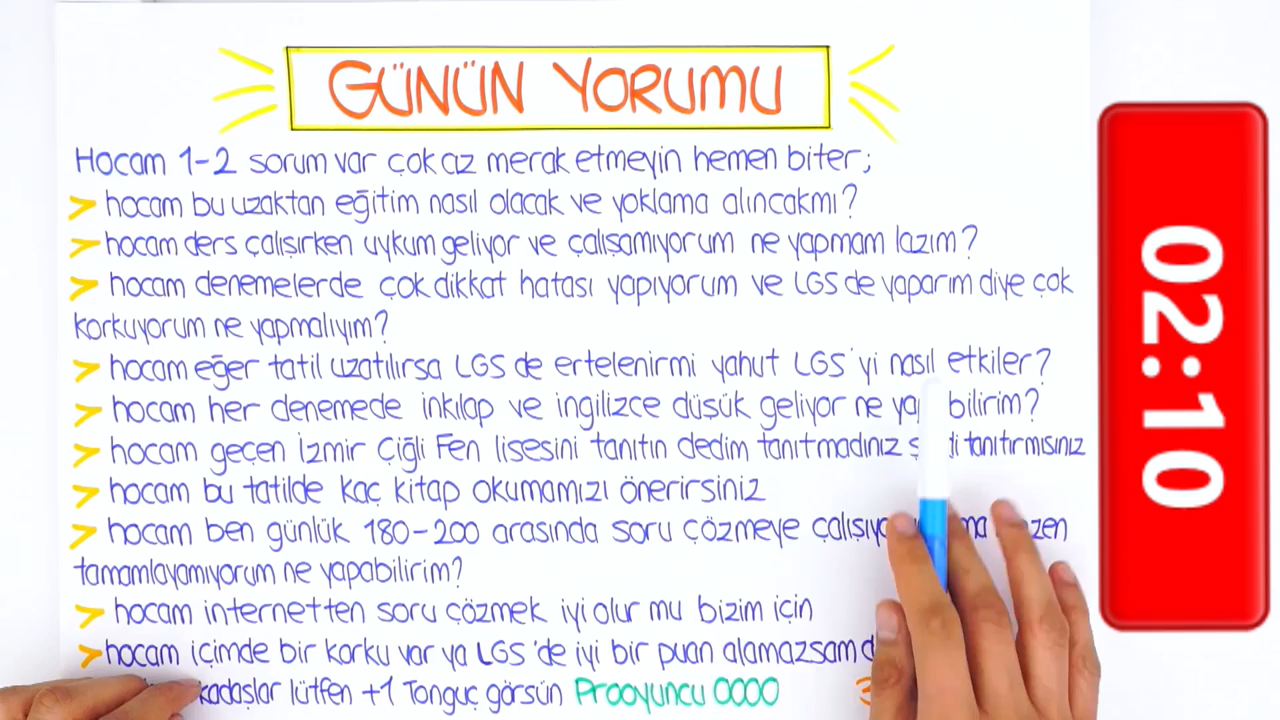 GÜNÜN YORUMU
Hocam 1-2 sorum var çok az merak etmeyin hemen biter;
> hocam bu uzaktan eğitim nasıl olacak ve yoklama alıncakmı?
> hocam ders çalışırken uykum geliyor ve çalışamıyorum ne yapmam lazım?
> hocam denemelerde çok dikkat hatası yapıyorum ve LGS de yaparım diye çok
korkuyorum ne yapmalıyım?
> hocam eğer tatil uzatılırsa LGS de ertelenirmi yahut LGS'yi nasıl etkiler?
> hocam her denemede inkılap ve ingilizce düşük geliyor ne bilirim?
> hocam geçen İzmir Çiğli Fen lisesini tanıtın dedim tanıtmadınız tanıtırmısınız
> hocam bu tatilde kaç kitap okumamızı önerirsiniz
> hocam ben günlük 180-200 arasında soru çözmeye
tamamlayamıyorum ne yapabilirim?
> hocam internetten soru çözmek iyi olur mu bizim için
> hocam içimde bir korku var ya LGS'de iyi bir puan alamazsam
lütfen +1 Tonguç görsün Prooyuncu 0000
02:10